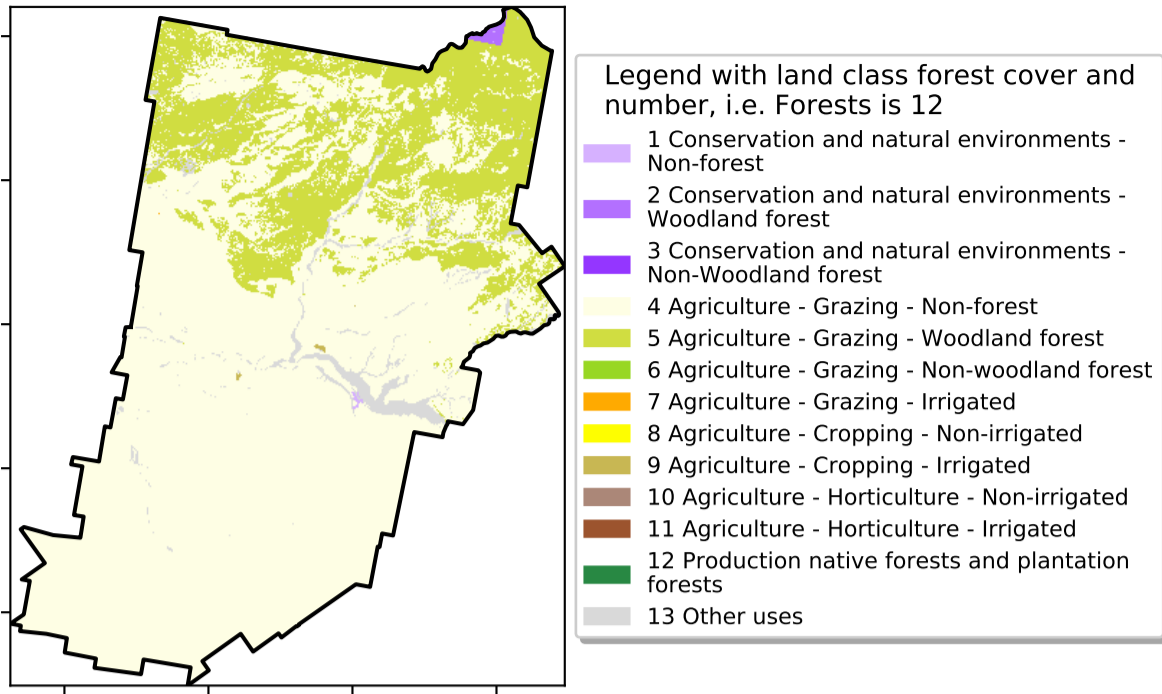 Legend with land class forest cover and
number, i.e. Forests is 12
1 Conservation and natural environments -
Non-forest
2 Conservation and natural environments -
Woodland forest
3 Conservation and natural environments -
Non-Woodland forest
4 Agriculture - Grazing - Non-forest
5 Agriculture - Grazing - Woodland forest
6 Agriculture - Grazing - Non-woodland forest
7 Agriculture - Grazing - Irrigated
8 Agriculture - Cropping - Non-irrigated
9 Agriculture - Cropping - Irrigated
10 Agriculture - Horticulture - Non-irrigated
11 Agriculture - Horticulture - Irrigated
12 Production native forests and plantation
forests
13 Other uses